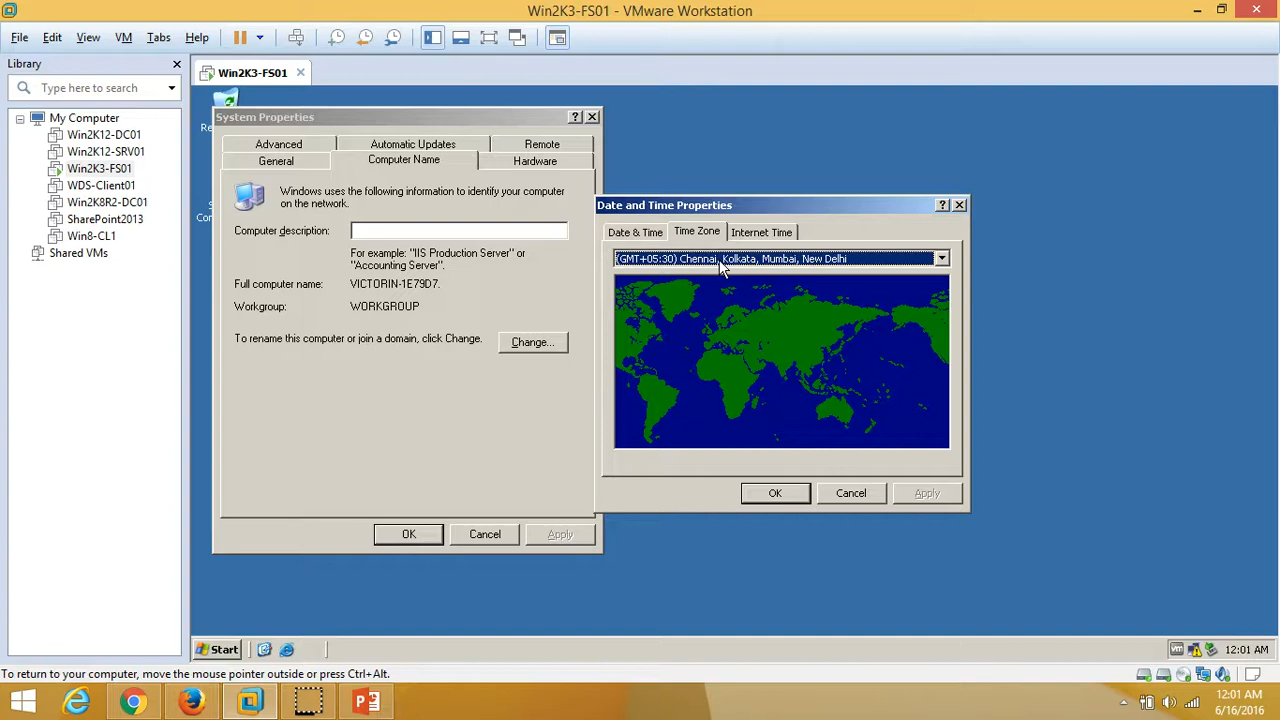 Win2K3-FS01 - VMware Workstation
File Edit View VM Tabs Help
Library
Type here to search
My Computer
Win2K12-DC01
Win2K12-SRV01
Win2K3-FS01
WDS-Client01
Win2K8R2-DC01
SharePoint2013
Win8-CL1
Shared VMs
Win2K3-FS01
System Properties
Advanced Automatic Updates Remote
General Computer Name Hardware
Windows uses the following information to identify your computer
on the network.
Computer description:
For example: "IIS Production Server" or
"Accounting Server".
Full computer name: VICTORIN-1E79D7.
Workgroup: WORKGROUP
To rename this computer or join a domain, click Change.
Change...
OK Cancel Apply
Date and Time Properties
Date & Time Time Zone Internet Time
(GMT+05:30) Chennai, Kolkata, Mumbai, New Delhi
OK Cancel Apply
Start
12:01 AM
To return to your computer, move the mouse pointer outside or press Ctrl+Alt.
12:01 AM
6/16/2016